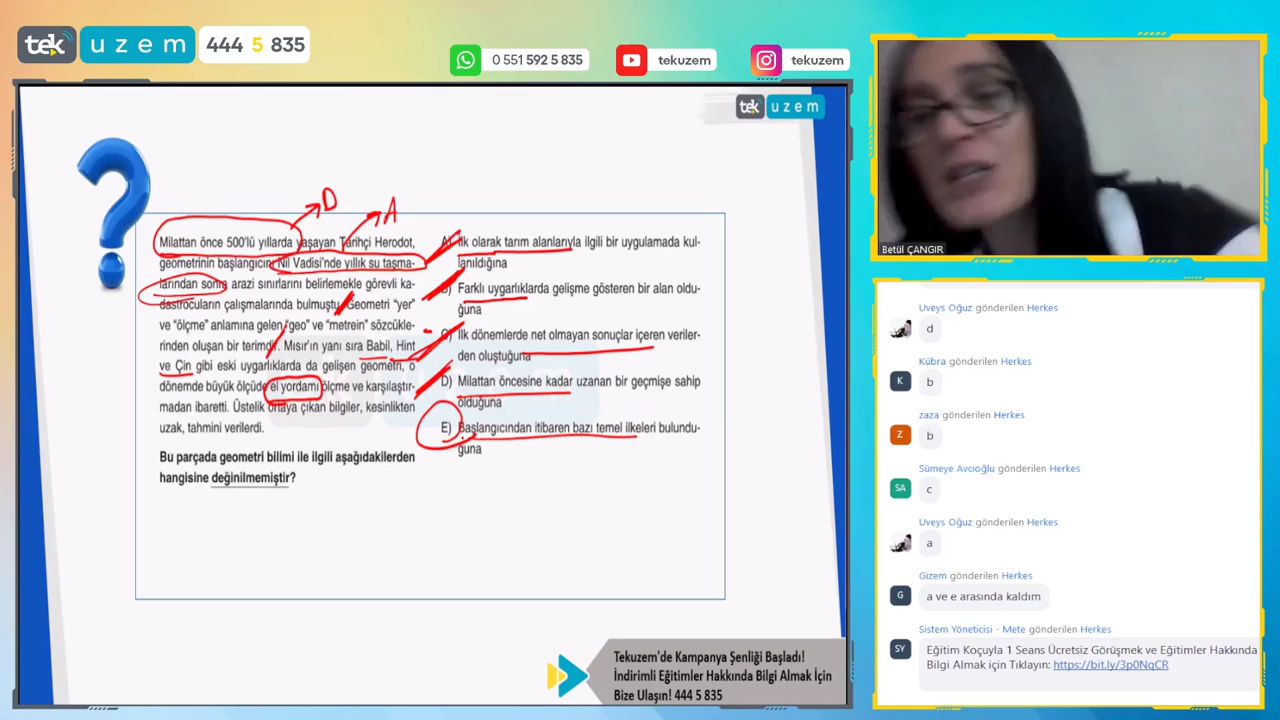 tek uzem 444 5 835
0 551 592 5 835
tekuzem
tekuzem
tek uzem
D
A
Milattan önce 500'lü yıllarda yaşayan Tarihçi Herodot,
geometrinin başlangıcını Nil Vadisi'nde yıllık su taşma-
larından sonra arazi sınırlarını belirlemekle görevli ka-
dastrocuların çalışmalarında bulmuştu. Geometri “yer”
ve “ölçme” anlamına gelen “geo” ve “metrein” sözcükle-
rinden oluşan bir terimdir. Mısır'ın yanı sıra Babil, Hint
ve Çin gibi eski uygarlıklarda da gelişen geometri, o
dönemde büyük ölçüde el yordamı ölçme ve karşılaştır-
madan ibaretti. Üstelik ortaya çıkan bilgiler, kesinlikten
uzak, tahmini verilerdi.
Bu parçada geometri bilimi ile ilgili aşağıdakilerden
hangisine değinilmemiştir?
A) İlk olarak tarım alanlarıyla ilgili bir uygulamada kul-
lanıldığına
B) Farklı uygarlıklarda gelişme gösteren bir alan oldu-
ğuna
C) İlk dönemlerde net olmayan sonuçlar içeren veriler-
den oluştuğuna
D) Milattan öncesine kadar uzanan bir geçmişe sahip
olduğuna
E) Başlangıcından itibaren bazı temel ilkeleri bulundu-
ğuna
Tekuzem'de Kampanya Şenliği Başladı!
İndirimli Eğitimler Hakkında Bilgi Almak İçin
Bize Ulaşın! 444 5 835
Betül ÇANGIR
Uveys Oğuz gönderilen Herkes
d
Kübra gönderilen Herkes
K
b
zaza gönderilen Herkes
Z
b
Sümeye Avcıoğlu gönderilen Herkes
SA
c
Uveys Oğuz gönderilen Herkes
a
Gizem gönderilen Herkes
G
a ve e arasında kaldım
Sistem Yöneticisi - Mete gönderilen Herkes
SY
Eğitim Koçuyla 1 Seans Ücretsiz Görüşmek ve Eğitimler Hakkında
Bilgi Almak için Tıklayın: https://bit.ly/3p0NqCR